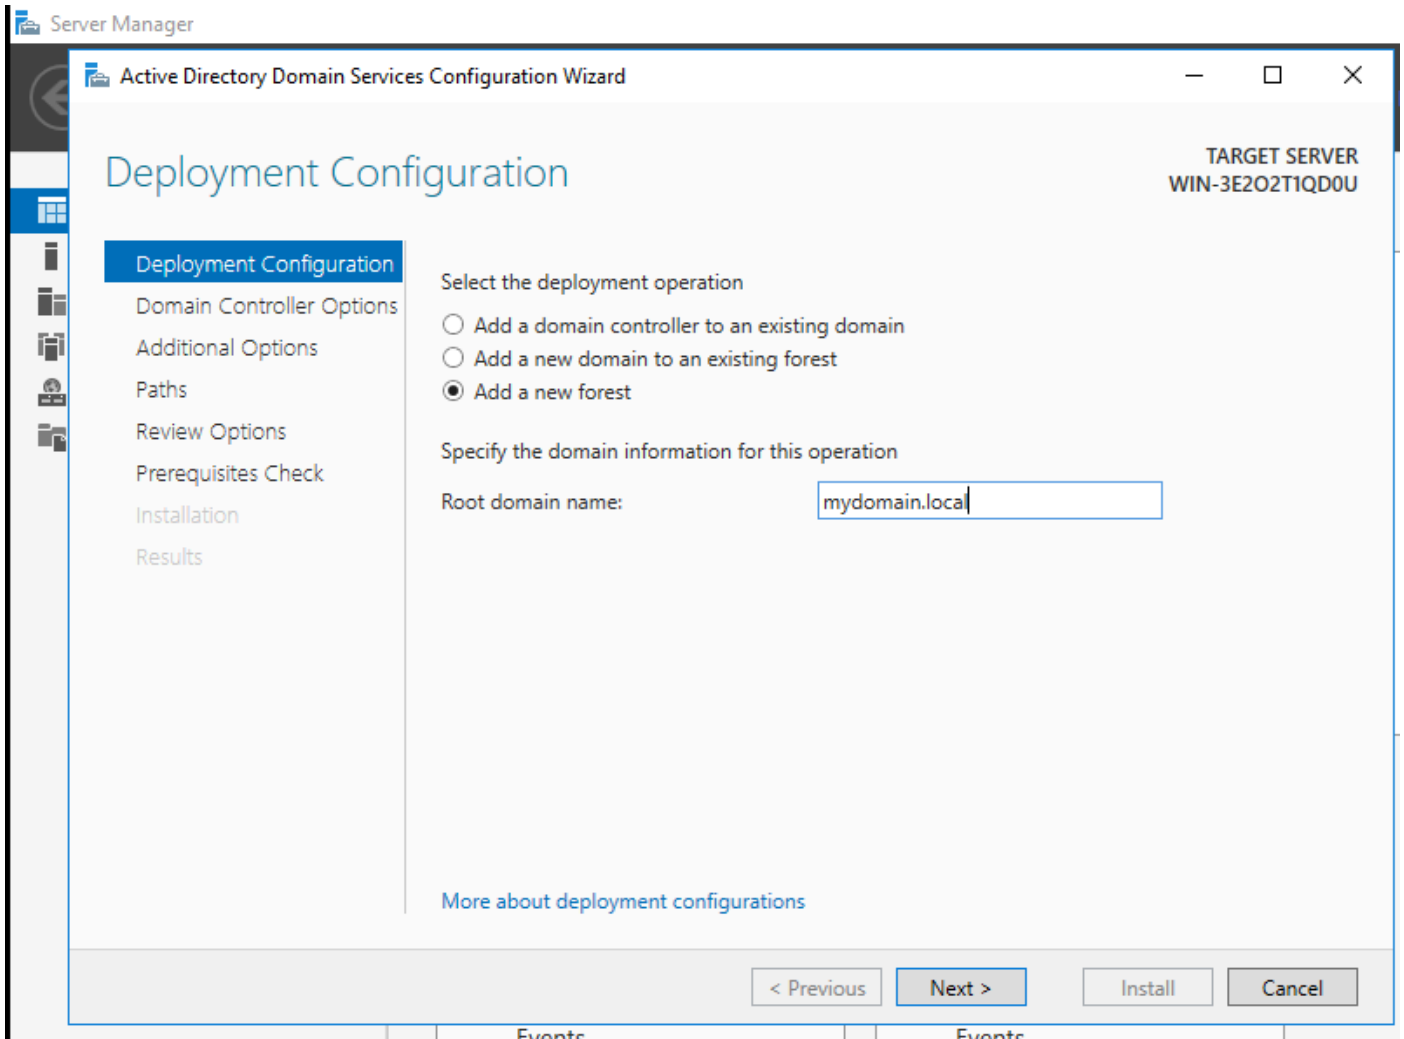 Server Manager
Active Directory Domain Services Configuration Wizard
Deployment Configuration
TARGET SERVER
WIN-3E2O2T1QD0U
Deployment Configuration
Domain Controller Options
Additional Options
Paths
Review Options
Prerequisites Check
Installation
Results
Select the deployment operation
Add a domain controller to an existing domain
Add a new domain to an existing forest
Add a new forest
Specify the domain information for this operation
Root domain name: mydomain.local
More about deployment configurations
< Previous Next > Install Cancel
Events Events